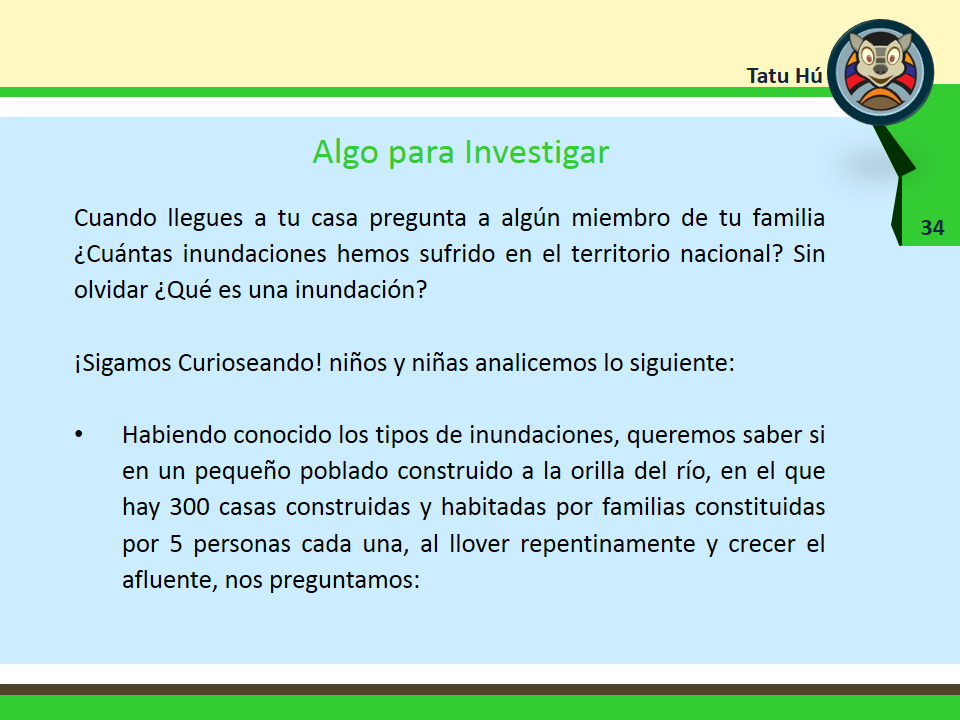 Tatu Hú
34
Algo para Investigar
Cuando llegues a tu casa pregunta a algún miembro de tu familia
¿Cuántas inundaciones hemos sufrido en el territorio nacional? Sin
olvidar ¿Qué es una inundación?
¡Sigamos Curioseando! niños y niñas analicemos lo siguiente:
• Habiendo conocido los tipos de inundaciones, queremos saber si
en un pequeño poblado construido a la orilla del río, en el que
hay 300 casas construidas y habitadas por familias constituidas
por 5 personas cada una, al llover repentinamente y crecer el
afluente, nos preguntamos: